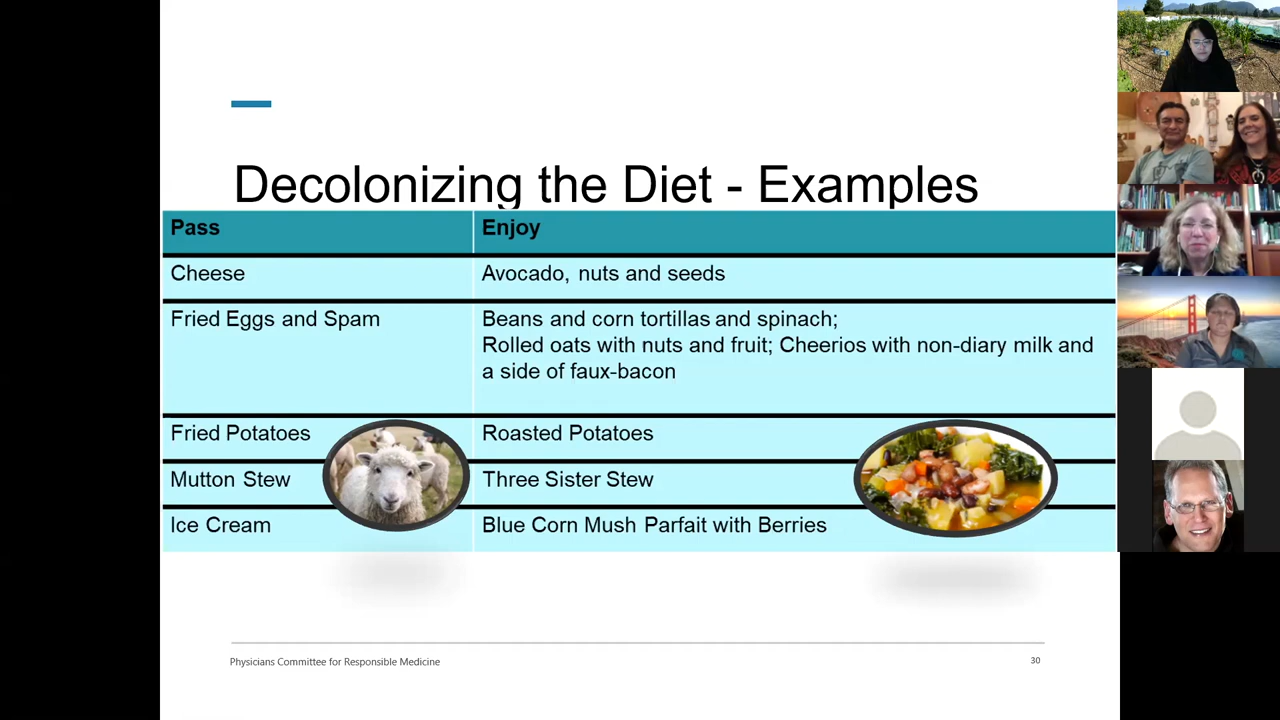 Decolonizing the Diet - Examples
Pass
Enjoy
Cheese
Avocado, nuts and seeds
Fried Eggs and Spam
Beans and corn tortillas and spinach;
Rolled oats with nuts and fruit; Cheerios with non-diary milk and
a side of faux-bacon
Fried Potatoes
Roasted Potatoes
Mutton Stew
Three Sister Stew
Ice Cream
Blue Corn Mush Parfait with Berries
Physicians Committee for Responsible Medicine
30